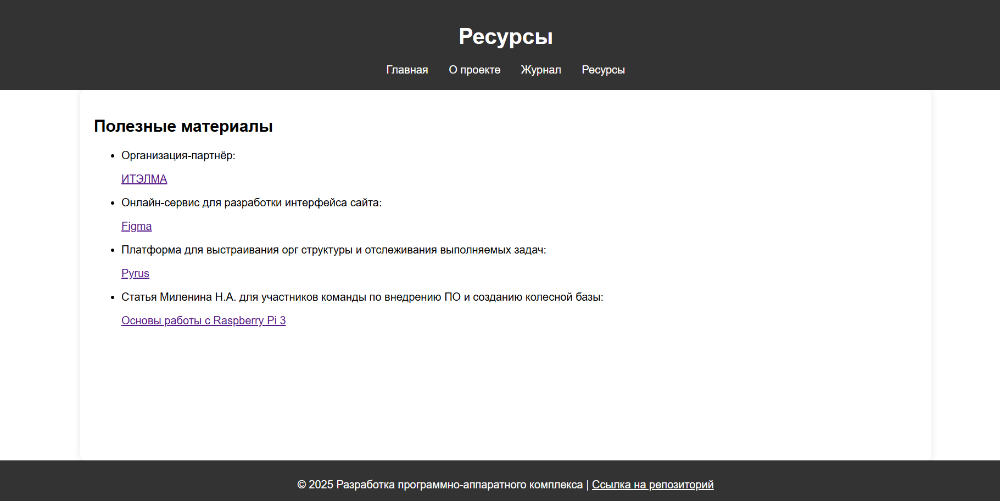 Ресурсы
Главная О проекте Журнал Ресурсы
Полезные материалы
• Организация-партнёр:
ИТЭЛМА
• Онлайн-сервис для разработки интерфейса сайта:
Figma
• Платформа для выстраивания орг структуры и отслеживания выполняемых задач:
Pyrus
• Статья Миленина Н.А. для участников команды по внедрению ПО и созданию колесной базы:
Основы работы с Raspberry Pi 3
© 2025 Разработка программно-аппаратного комплекса | Ссылка на репозиторий